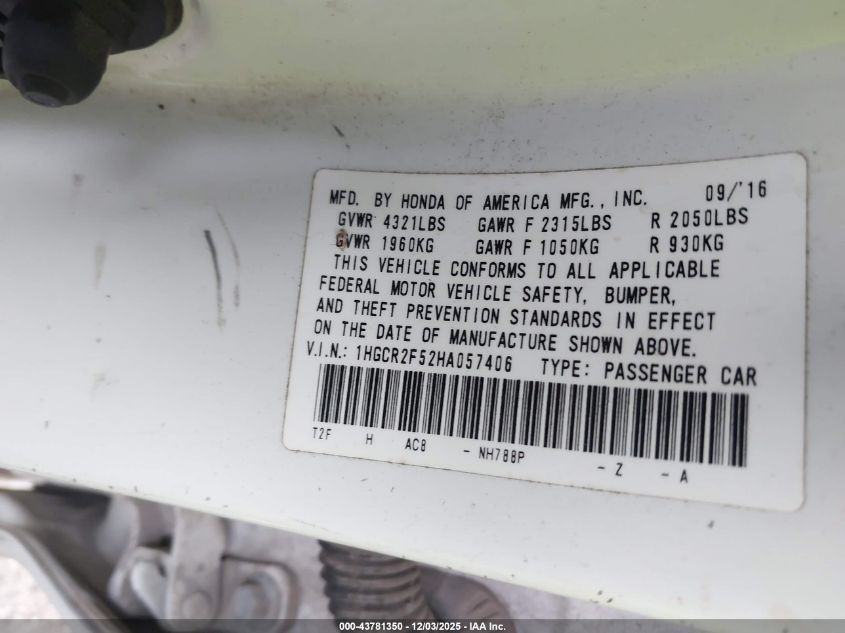 MFD. BY HONDA OF AMERICA MFG., INC. 09/'16
GVWR 4321LBS GAWR F 2315LBS R 2050LBS
GVWR 1960KG GAWR F 1050KG R 930KG
THIS VEHICLE CONFORMS TO ALL APPLICABLE
FEDERAL MOTOR VEHICLE SAFETY, BUMPER,
AND THEFT PREVENTION STANDARDS IN EFFECT
ON THE DATE OF MANUFACTURE SHOWN ABOVE.
V.I.N.: 1HGCR2F52HA057406 TYPE: PASSENGER CAR
T2F H AC8 - NH788P - Z - A
000-43781350 - 12/03/2025 - IAA Inc.